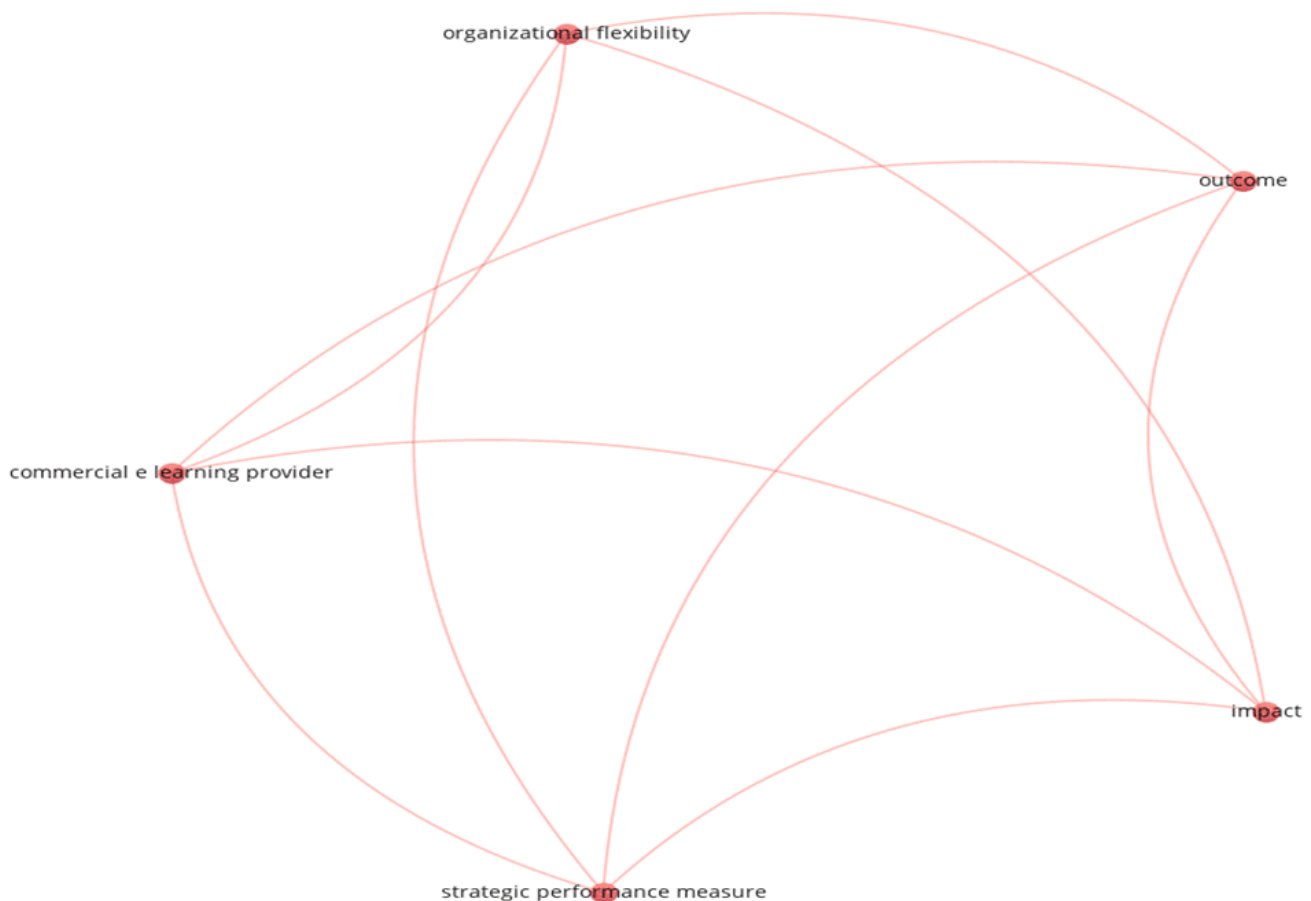 organizational flexibility
outcome
commercial e learning provider
impact
strategic performance measure